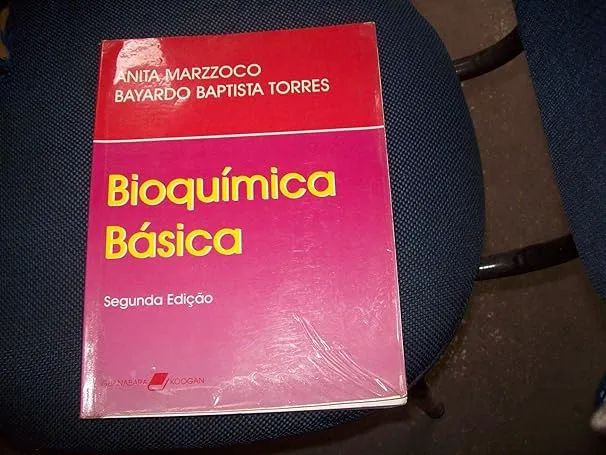 ANITA MARZZOCO
BAYARDO BAPTISTA TORRES
Bioquímica
Básica
Segunda Edição
GUANABARA KOOGAN